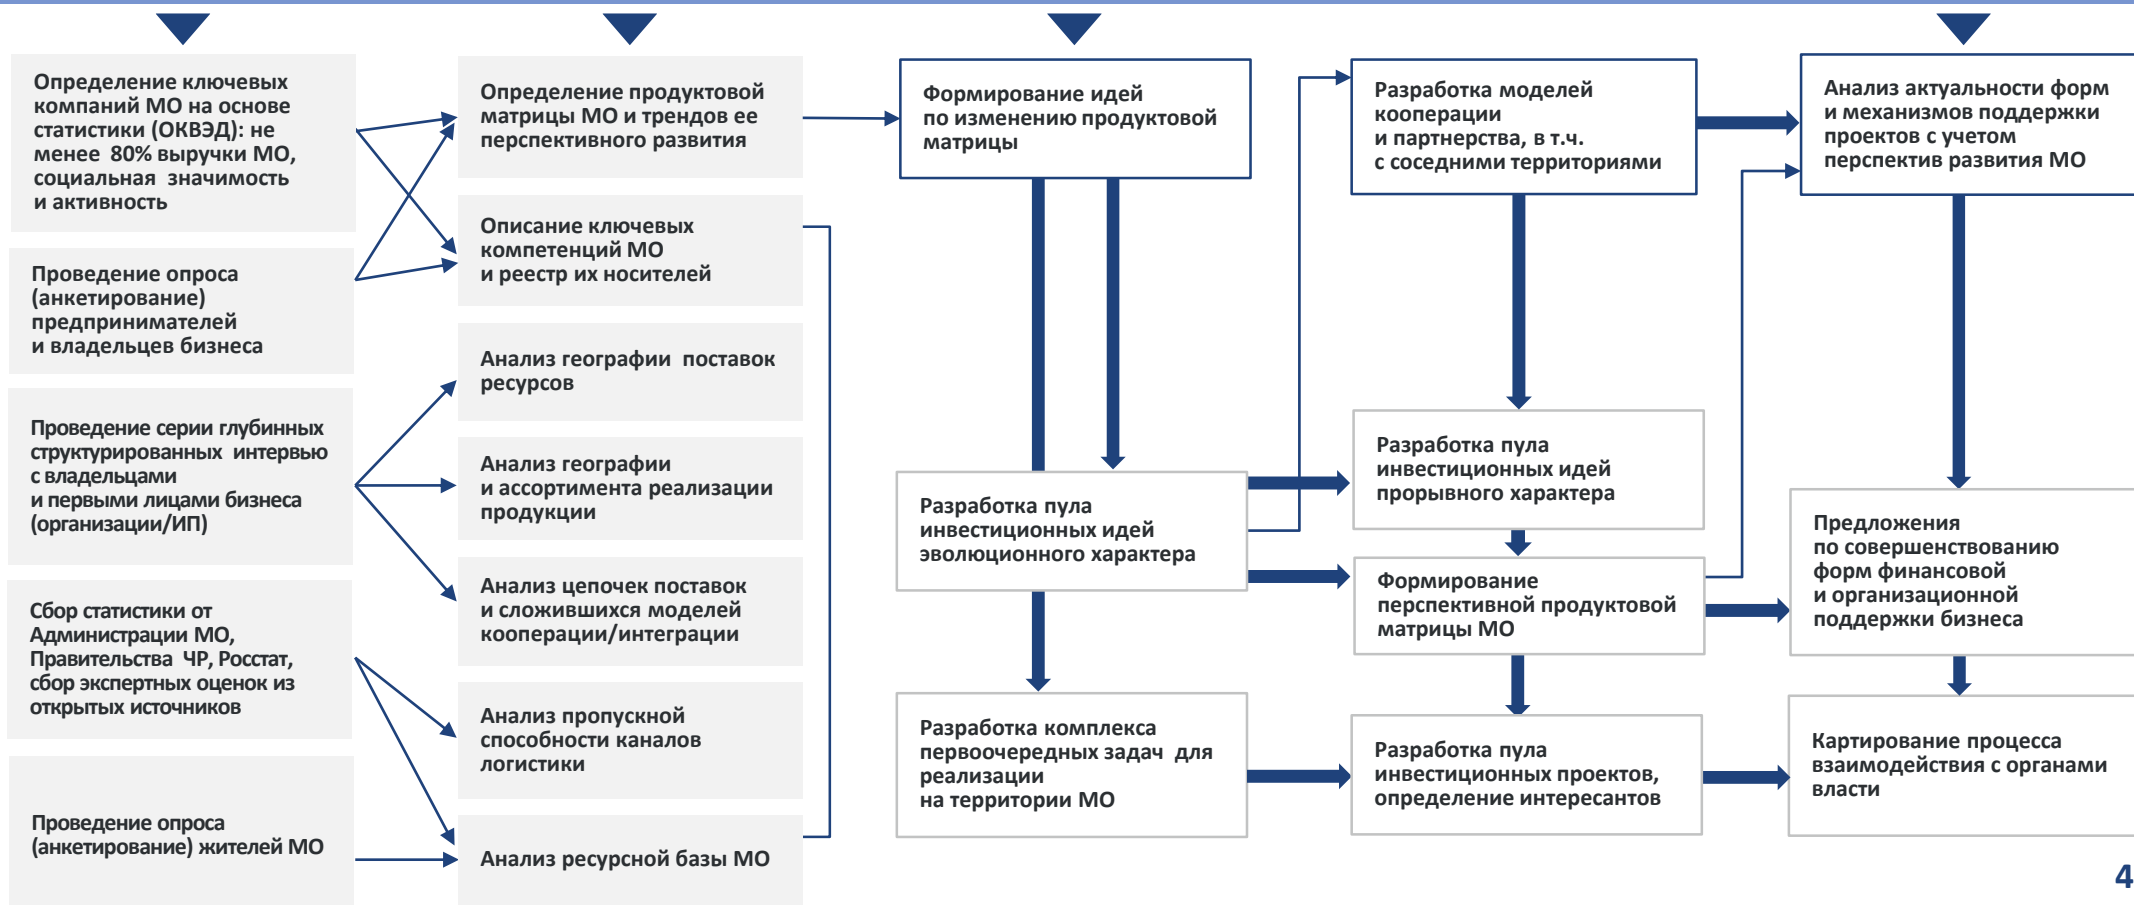 Определение ключевых
компаний МО на основе
статистики (ОКВЭД): не
менее 80% выручки МО,
социальная значимость
и активность
Проведение опроса
(анкетирование)
предпринимателей
и владельцев бизнеса
Проведение серии глубинных
структурированных интервью
с владельцами
и первыми лицами бизнеса
(организации/ИП)
Сбор статистики от
Администрации МО,
Правительства ЧР, Росстат,
сбор экспертных оценок из
открытых источников
Проведение опроса
(анкетирование) жителей МО
Определение продуктовой
матрицы МО и трендов ее
перспективного развития
Описание ключевых
компетенций МО
и реестр их носителей
Анализ географии поставок
ресурсов
Анализ географии
и ассортимента реализации
продукции
Анализ цепочек поставок
и сложившихся моделей
кооперации/интеграции
Анализ пропускной
способности каналов
логистики
Анализ ресурсной базы МО
Формирование идей
по изменению продуктовой
матрицы
Разработка пула
инвестиционных идей
эволюционного характера
Разработка комплекса
первоочередных задач для
реализации
на территории МО
Разработка моделей
кооперации
и партнерства, в т.ч.
с соседними территориями
Разработка пула
инвестиционных идей
прорывного характера
Формирование
перспективной продуктовой
матрицы МО
Разработка пула
инвестиционных проектов,
определение интересантов
Анализ актуальности форм
и механизмов поддержки
проектов с учетом
перспектив развития МО
Предложения
по совершенствованию
форм финансовой
и организационной
поддержки бизнеса
Картирование процесса
взаимодействия с органами
власти
4